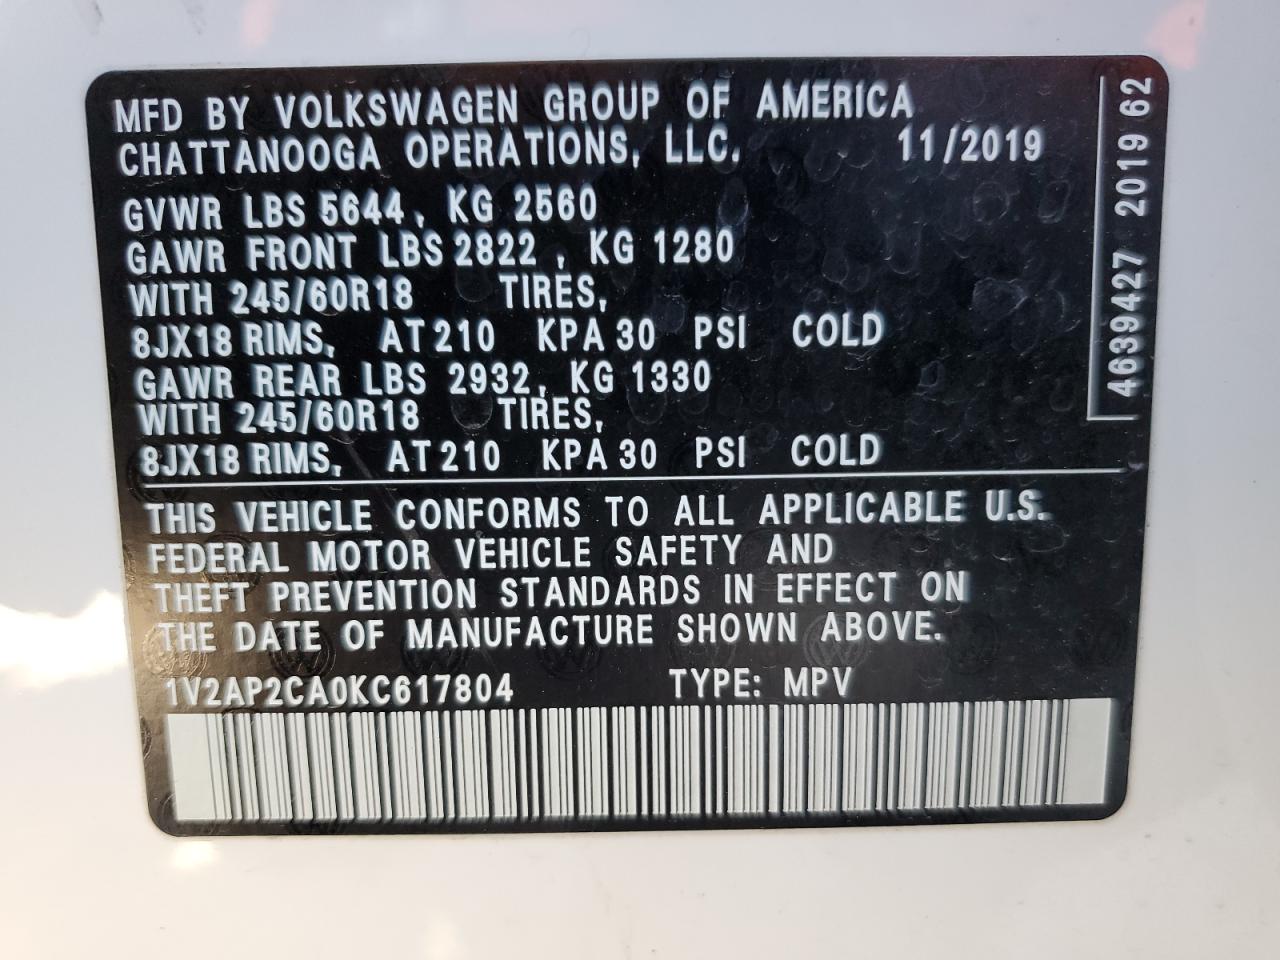 MFD BY VOLKSWAGEN GROUP OF AMERICA
CHATTANOOGA OPERATIONS, LLC. 11/2019
GVWR LBS 5644, KG 2560
GAWR FRONT LBS 2822, KG 1280
WITH 245/60R18 TIRES,
8JX18 RIMS, AT 210 KPA 30 PSI COLD
GAWR REAR LBS 2932, KG 1330
WITH 245/60R18 TIRES,
8JX18 RIMS, AT 210 KPA 30 PSI COLD
THIS VEHICLE CONFORMS TO ALL APPLICABLE U.S.
FEDERAL MOTOR VEHICLE SAFETY AND
THEFT PREVENTION STANDARDS IN EFFECT ON
THE DATE OF MANUFACTURE SHOWN ABOVE.
1V2AP2CA0KC617804 TYPE: MPV
4639427 2019 62